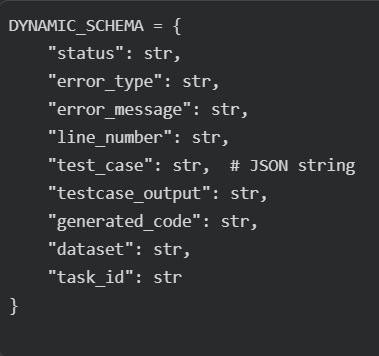 DYNAMIC_SCHEMA = {
    "status": str,
    "error_type": str,
    "error_message": str,
    "line_number": str,
    "test_case": str,  # JSON string
    "testcase_output": str,
    "generated_code": str,
    "dataset": str,
    "task_id": str
}